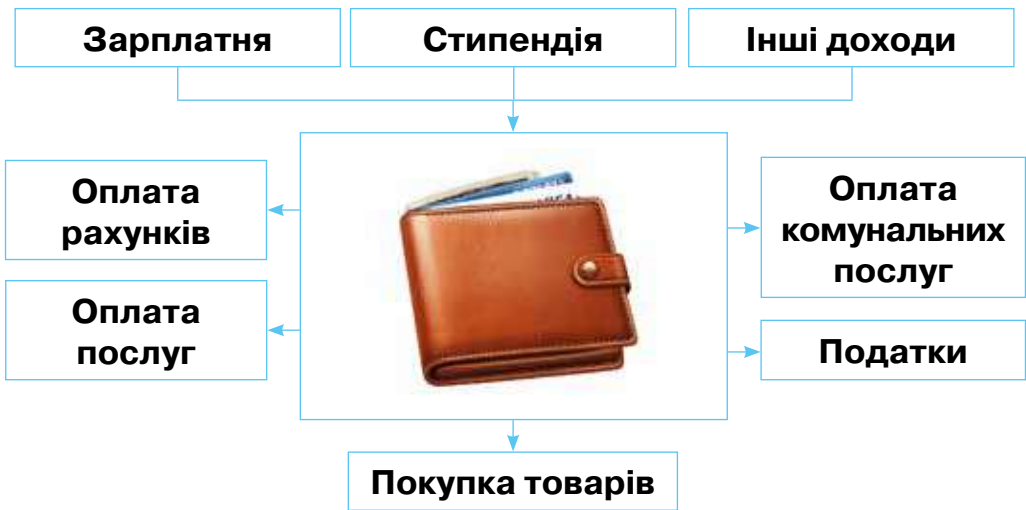 Зарплатня
Стипендія
Інші доходи
Оплата
рахунків
Оплата
послуг
Оплата
комунальних
послуг
Податки
Покупка товарів